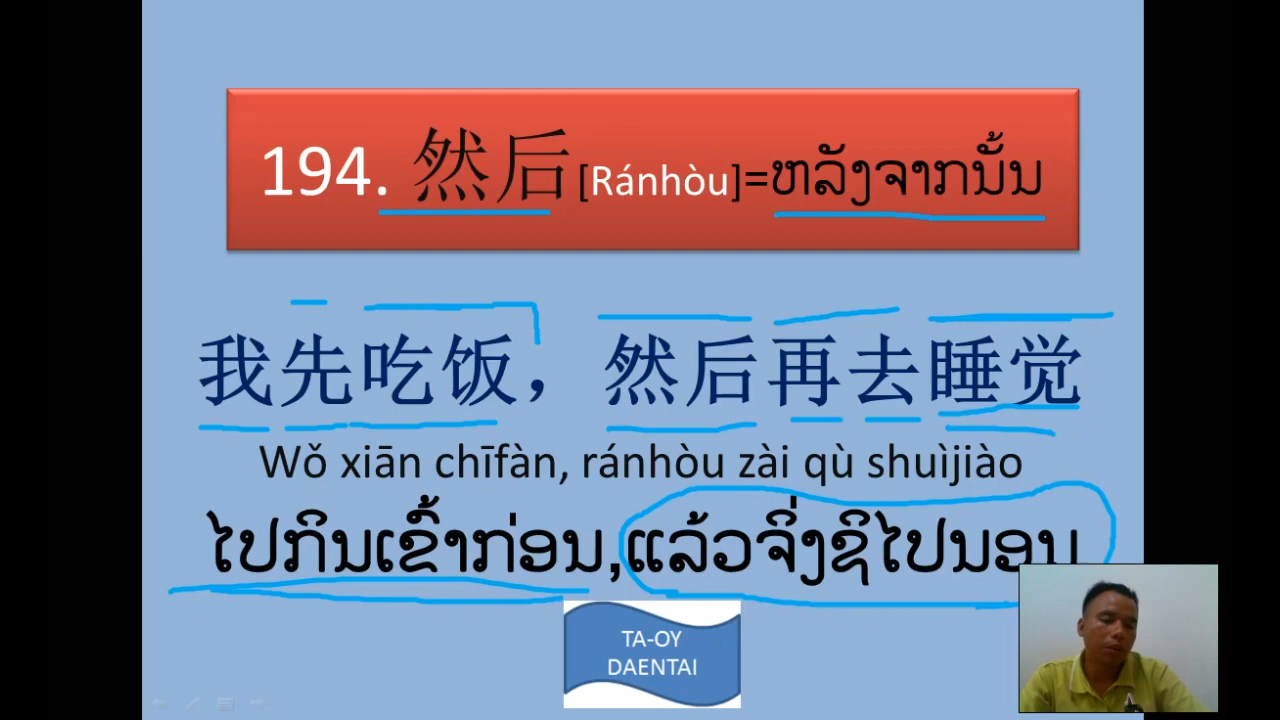 194. 然后[Ránhòu]=ຫລັງຈາກນັ້ນ
我先吃饭，然后再去睡觉
Wǒ xiān chīfàn, ránhòu zài qù shuìjiào
ໄປກິນເຂົ້າກ່ອນ,ແລ້ວຈິ່ງຊິໄປນອນ
TA-OY
DAENTAI